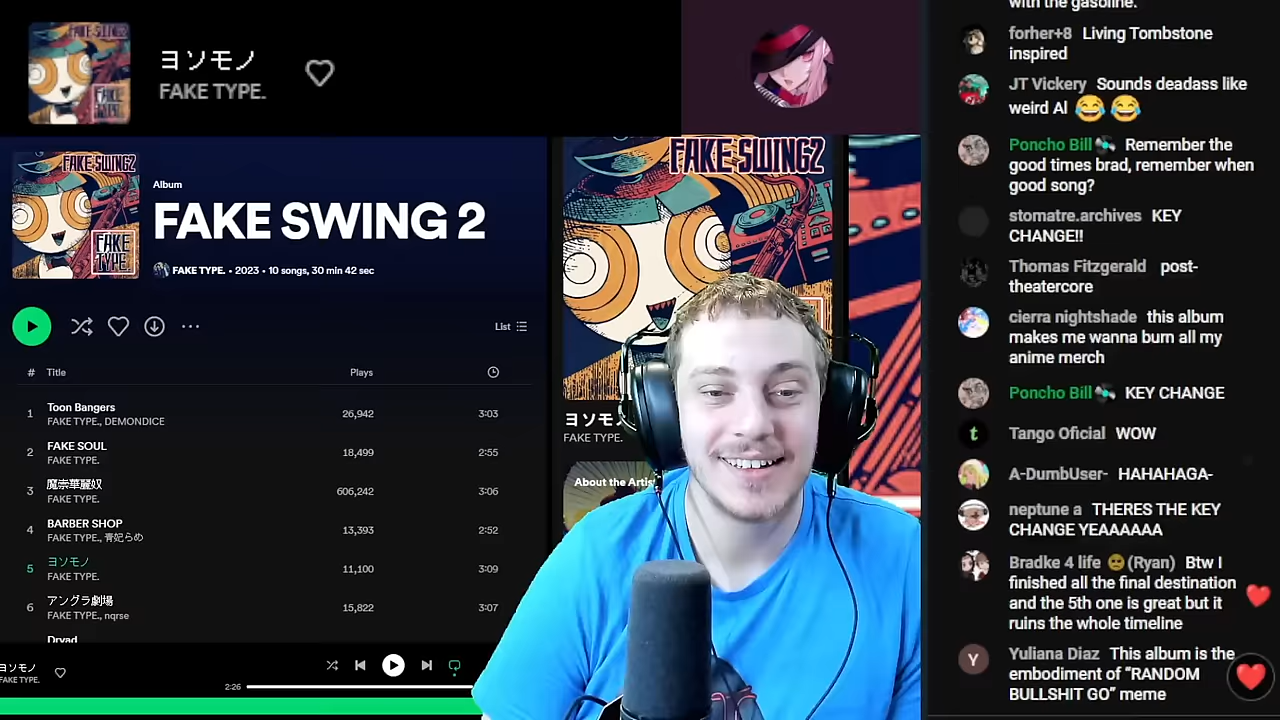 ヨソモノ
FAKE TYPE.
FAKE SWING 2
FAKE TYPE
Album
FAKE SWING 2
FAKE TYPE. • 2023 • 10 songs, 30 min 42 sec
List
# Title Plays
1 Toon Bangers 26,942 3:03
FAKE TYPE., DEMONDICE
2 FAKE SOUL 18,499 2:55
FAKE TYPE.
3 魔崇華麗奴 606,242 3:06
FAKE TYPE.
4 BARBER SHOP 13,393 2:52
FAKE TYPE., 青妃らめ
5 ヨソモノ 11,100 3:09
FAKE TYPE.
6 アングラ劇場 15,822 3:07
FAKE TYPE., nqrse
Dryad
ヨソモノ
FAKE TYPE.
2:26
FAKE SWING2
ヨソモ
FAKE TYPE.
About the Artis
with the gasoline.
forher+8 Living Tombstone
inspired
JT Vickery Sounds deadass like
weird Al 😂 😂
Poncho Bill Remember the
good times brad, remember when
good song?
stomatre.archives KEY
CHANGE!!
Thomas Fitzgerald post-
theatercore
cierra nightshade this album
makes me wanna burn all my
anime merch
Poncho Bill KEY CHANGE
t
Tango Oficial WOW
A-DumbUser- HAHAHAGA-
neptune a THERES THE KEY
CHANGE YEAAAAAA
Bradke 4 life (Ryan) Btw I
finished all the final destination
and the 5th one is great but it
ruins the whole timeline
Y
Yuliana Diaz This album is the
embodiment of “RANDOM
BULLSHIT GO” meme